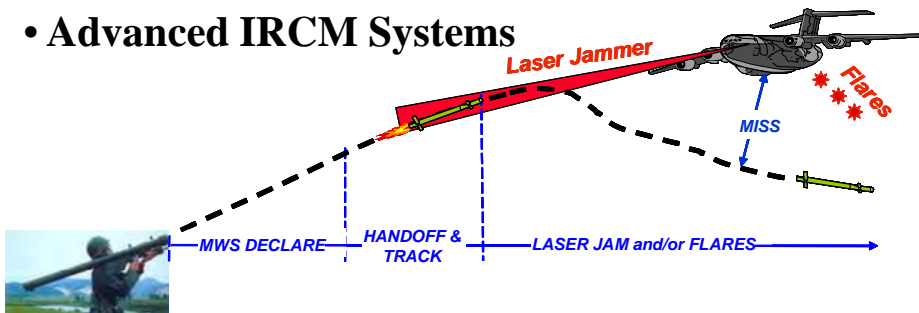 • Advanced IRCM Systems
Laser Jammer
Flares
MISS
MWS DECLARE
HANDOFF &
TRACK
LASER JAM and/or FLARES